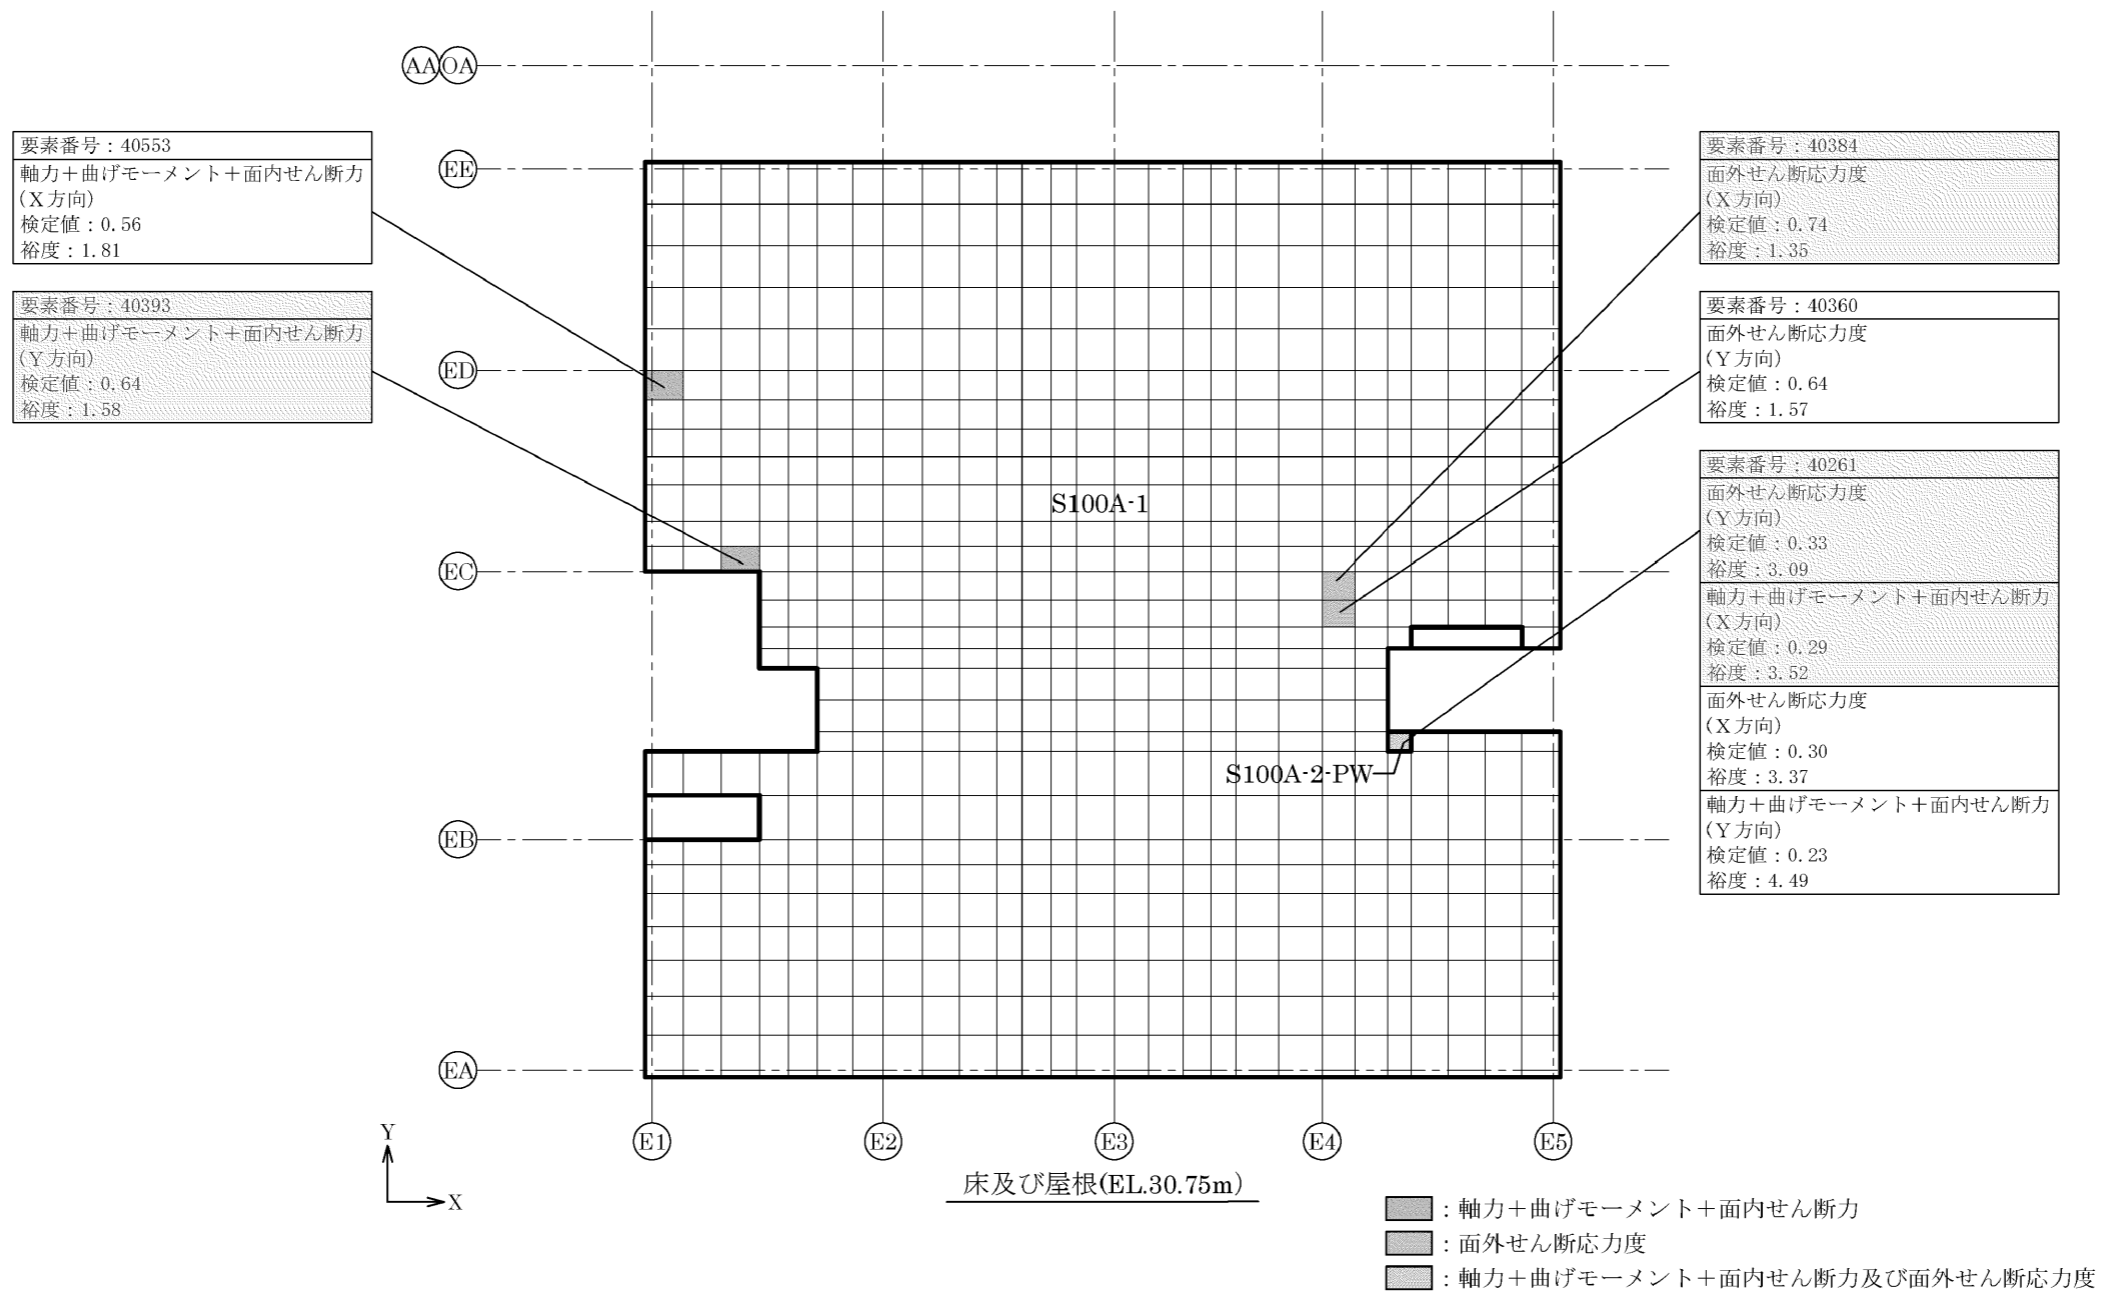 AA OA
要素番号：40553
軸力＋曲げモーメント＋面内せん断力
(X方向)
検定値：0.56
裕度：1.81
要素番号：40393
軸力＋曲げモーメント＋面内せん断力
(Y方向)
検定値：0.64
裕度：1.58
EE
ED
EC
EB
EA
S100A-1
S100A-2-PW
要素番号：40384
面外せん断応力度
(X方向)
検定値：0.74
裕度：1.35
要素番号：40360
面外せん断応力度
(Y方向)
検定値：0.64
裕度：1.57
要素番号：40261
面外せん断応力度
(Y方向)
検定値：0.33
裕度：3.09
軸力＋曲げモーメント＋面内せん断力
(X方向)
検定値：0.29
裕度：3.52
面外せん断応力度
(X方向)
検定値：0.30
裕度：3.37
軸力＋曲げモーメント＋面内せん断力
(Y方向)
検定値：0.23
裕度：4.49
E1 E2 E3 E4 E5
Y
X
床及び屋根(EL.30.75m)
：軸力＋曲げモーメント＋面内せん断力
：面外せん断応力度
：軸力＋曲げモーメント＋面内せん断力及び面外せん断応力度